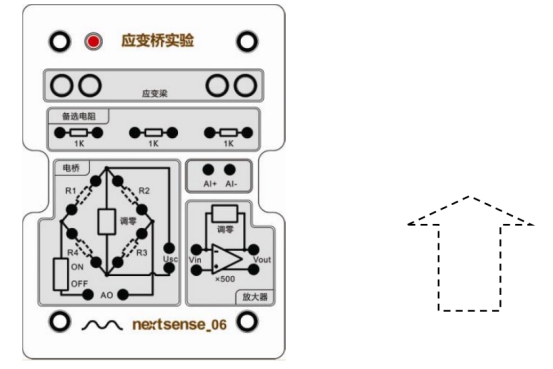 应变桥实验
应变梁
备选电阻
1K 1K 1K
电桥
R1 R2
调零
R4 R3
ON
OFF
AO
Usc
AI+ AI-
调零
Vin Vout
×500
放大器
nextsense_06